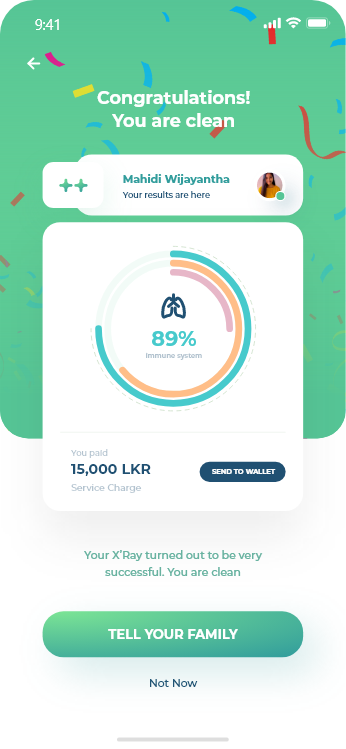 9:41
Congratulations!
You are clean
Mahidi Wijayantha
Your results are here
89%
Immune system
You paid
15,000 LKR
Service Charge
SEND TO WALLET
Your X'Ray turned out to be very
successful. You are clean
TELL YOUR FAMILY
Not Now